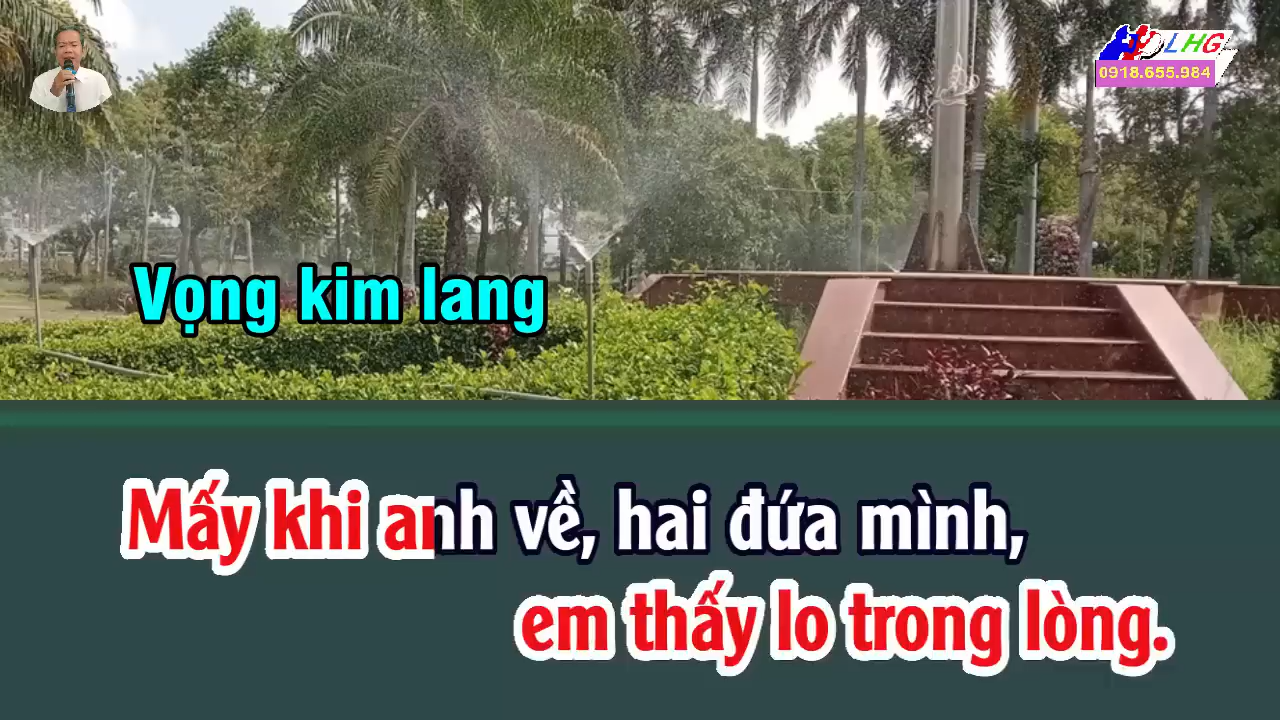 LHG
0918.655.984
Vọng kim lang
Mấy khi anh về, hai đứa mình,
em thấy lo trong lòng.